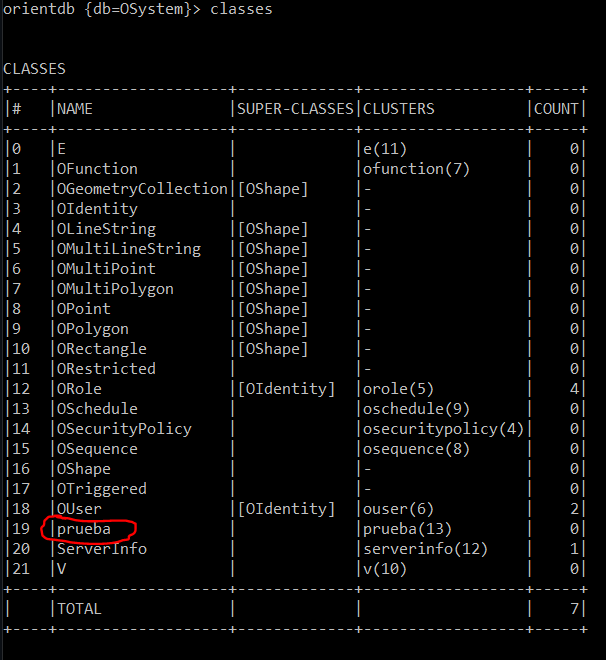 orientdb {db=OSystem}> classes
CLASSES
+----+--------------------+-------------+-----------------+-----+
|# |NAME |SUPER-CLASSES|CLUSTERS |COUNT|
+----+--------------------+-------------+-----------------+-----+
|0 |E | |e(11) | 0|
|1 |OFunction | |ofunction(7) | 0|
|2 |OGeometryCollection|[OShape] |- | 0|
|3 |OIdentity | |- | 0|
|4 |OLineString |[OShape] |- | 0|
|5 |OMultiLineString |[OShape] |- | 0|
|6 |OMultiPoint |[OShape] |- | 0|
|7 |OMultiPolygon |[OShape] |- | 0|
|8 |OPoint |[OShape] |- | 0|
|9 |OPolygon |[OShape] |- | 0|
|10 |ORectangle |[OShape] |- | 0|
|11 |ORestricted | |- | 0|
|12 |ORole |[OIdentity] |orole(5) | 4|
|13 |OSchedule | |oschedule(9) | 0|
|14 |OSecurityPolicy | |osecuritypolicy(4)| 0|
|15 |OSequence | |osequence(8) | 0|
|16 |OShape | |- | 0|
|17 |OTriggered | |- | 0|
|18 |OUser |[OIdentity] |ouser(6) | 2|
|19 |prueba | |prueba(13) | 0|
|20 |ServerInfo | |serverinfo(12) | 1|
|21 |V | |v(10) | 0|
+----+--------------------+-------------+-----------------+-----+
| |TOTAL | | | 7|
+----+--------------------+-------------+-----------------+-----+